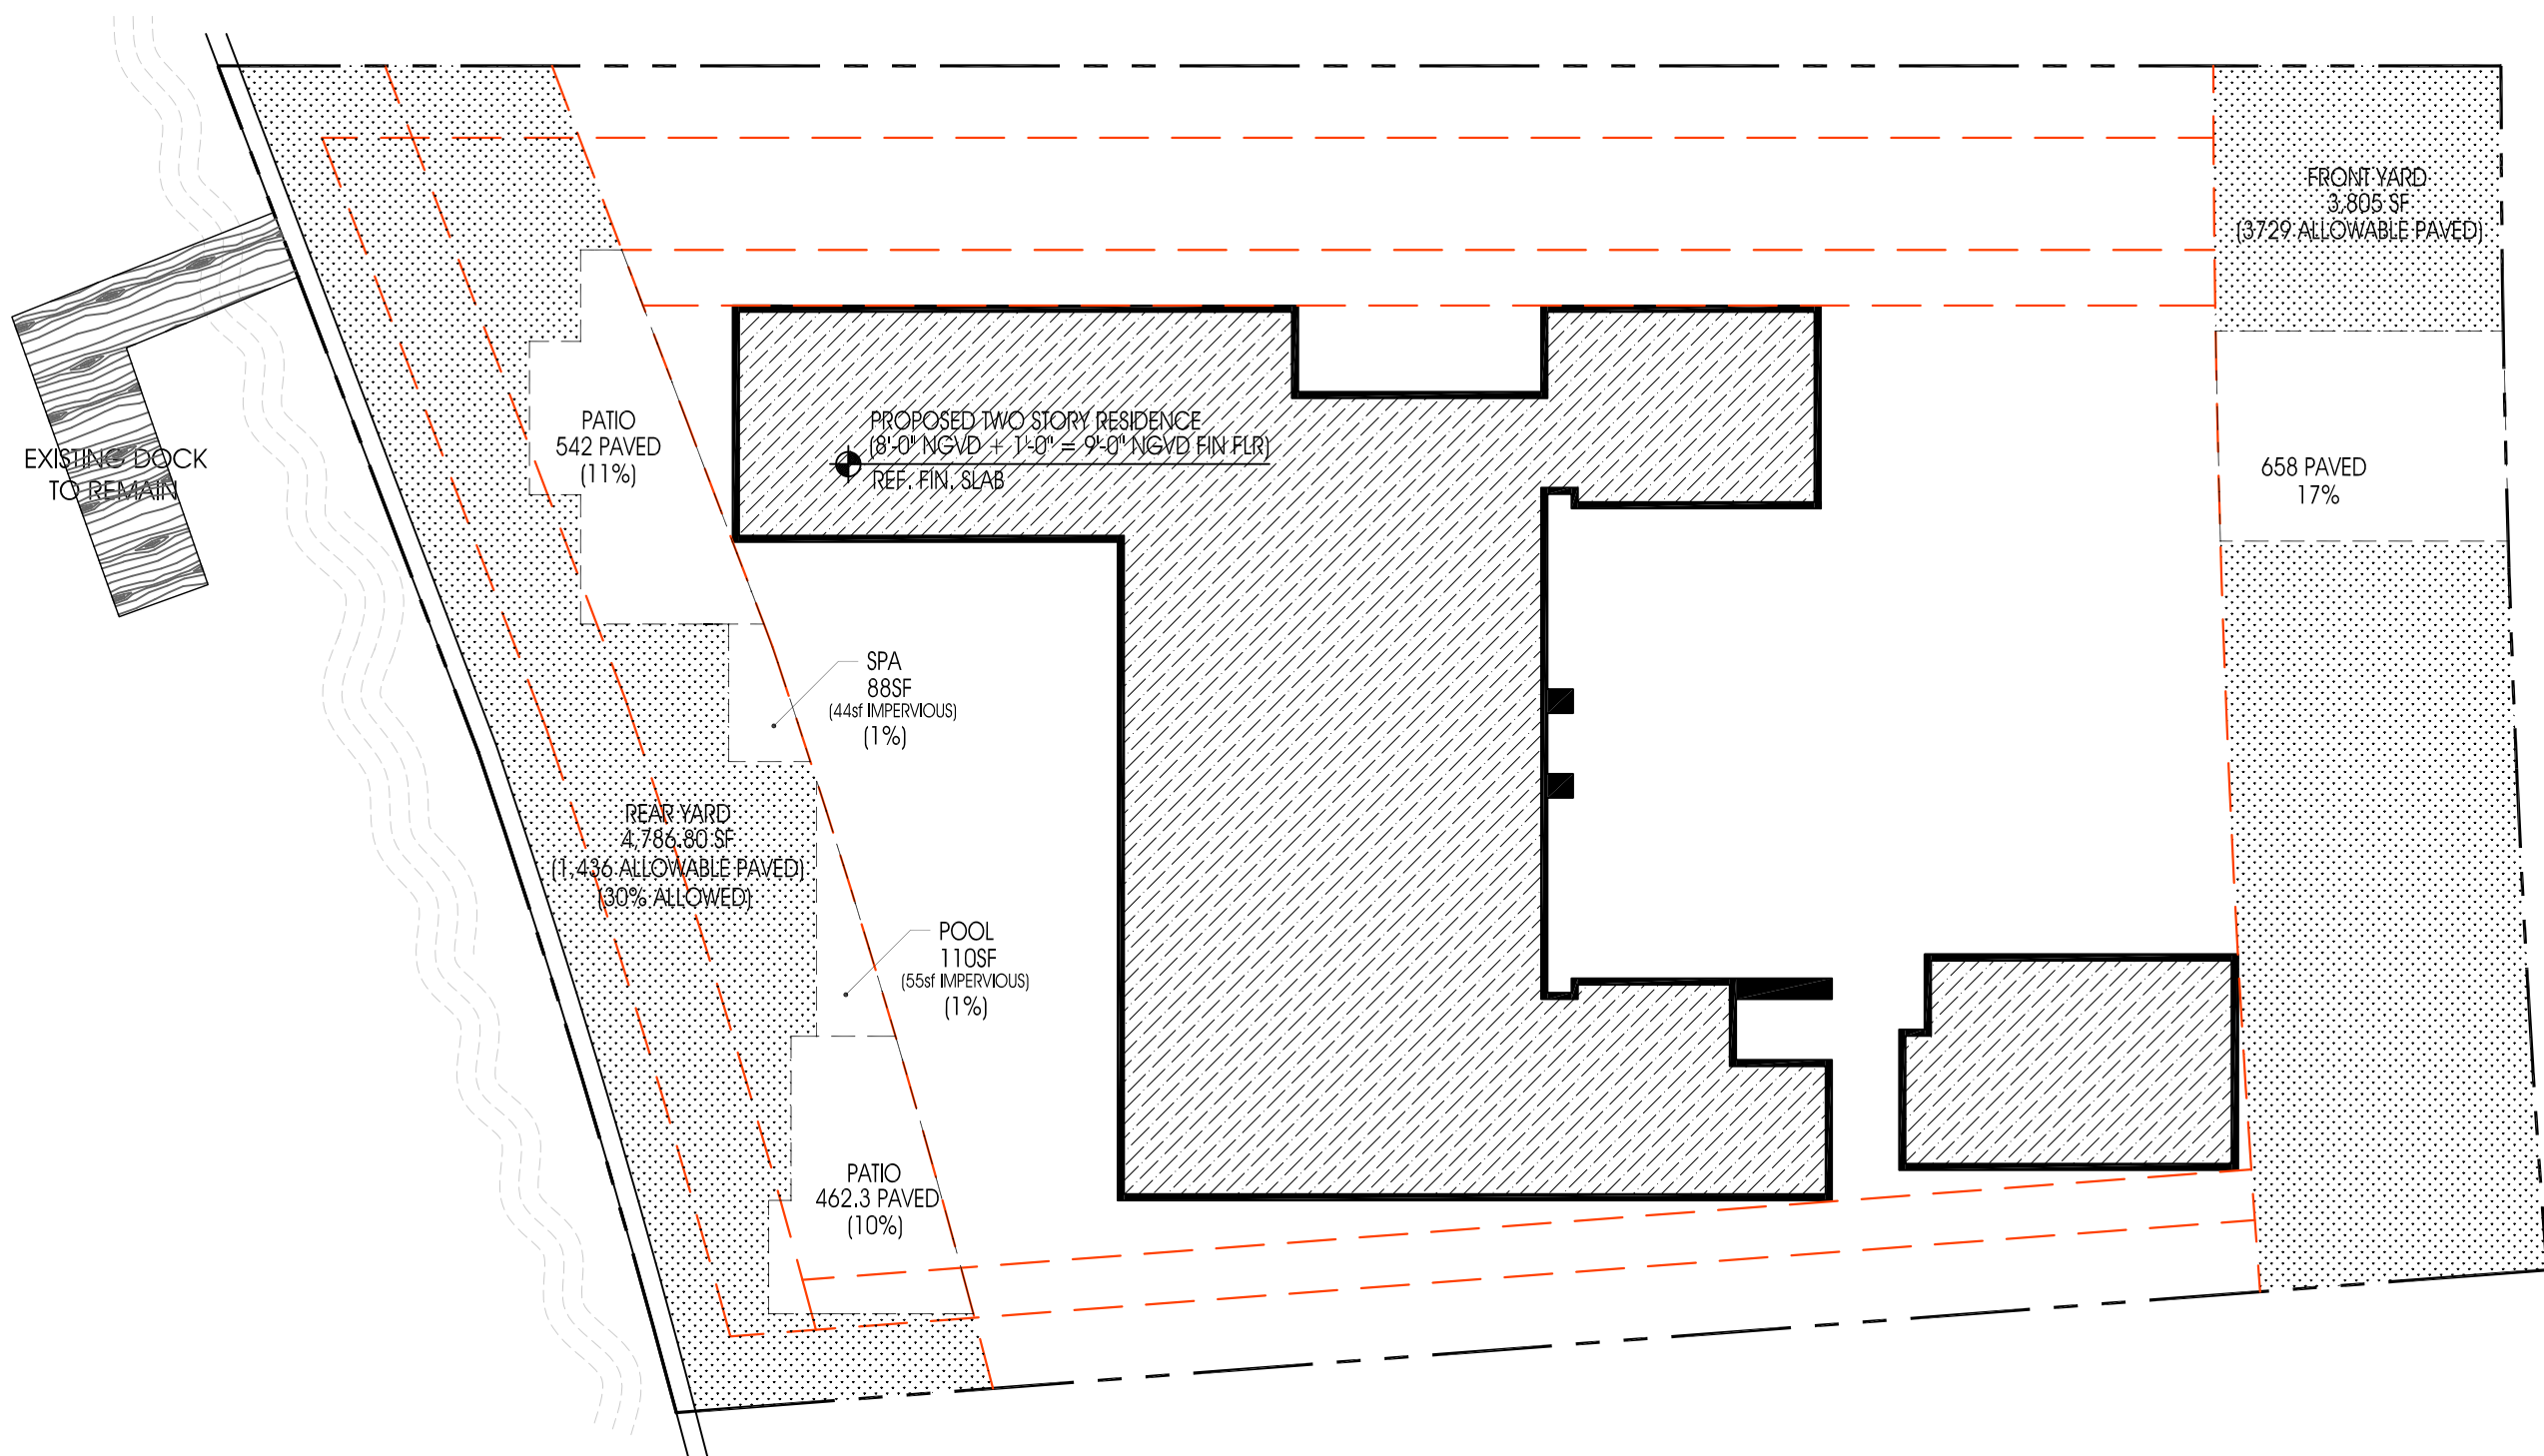 FRONT YARD
3,805 SF
(3729 ALLOWABLE PAVED)
658 PAVED
17%
EXISTING DOCK
TO REMAIN
PATIO
542 PAVED
(11%)
PROPOSED TWO STORY RESIDENCE
(8'-0" NGVD + 1'-0" = 9'-0" NGVD FIN FLR)
REF. FIN. SLAB
SPA
88SF
(44sf IMPERVIOUS)
(1%)
REAR YARD
4,786.80 SF
(1,436 ALLOWABLE PAVED)
(30% ALLOWED)
POOL
110SF
(55sf IMPERVIOUS)
(1%)
PATIO
462.3 PAVED
(10%)